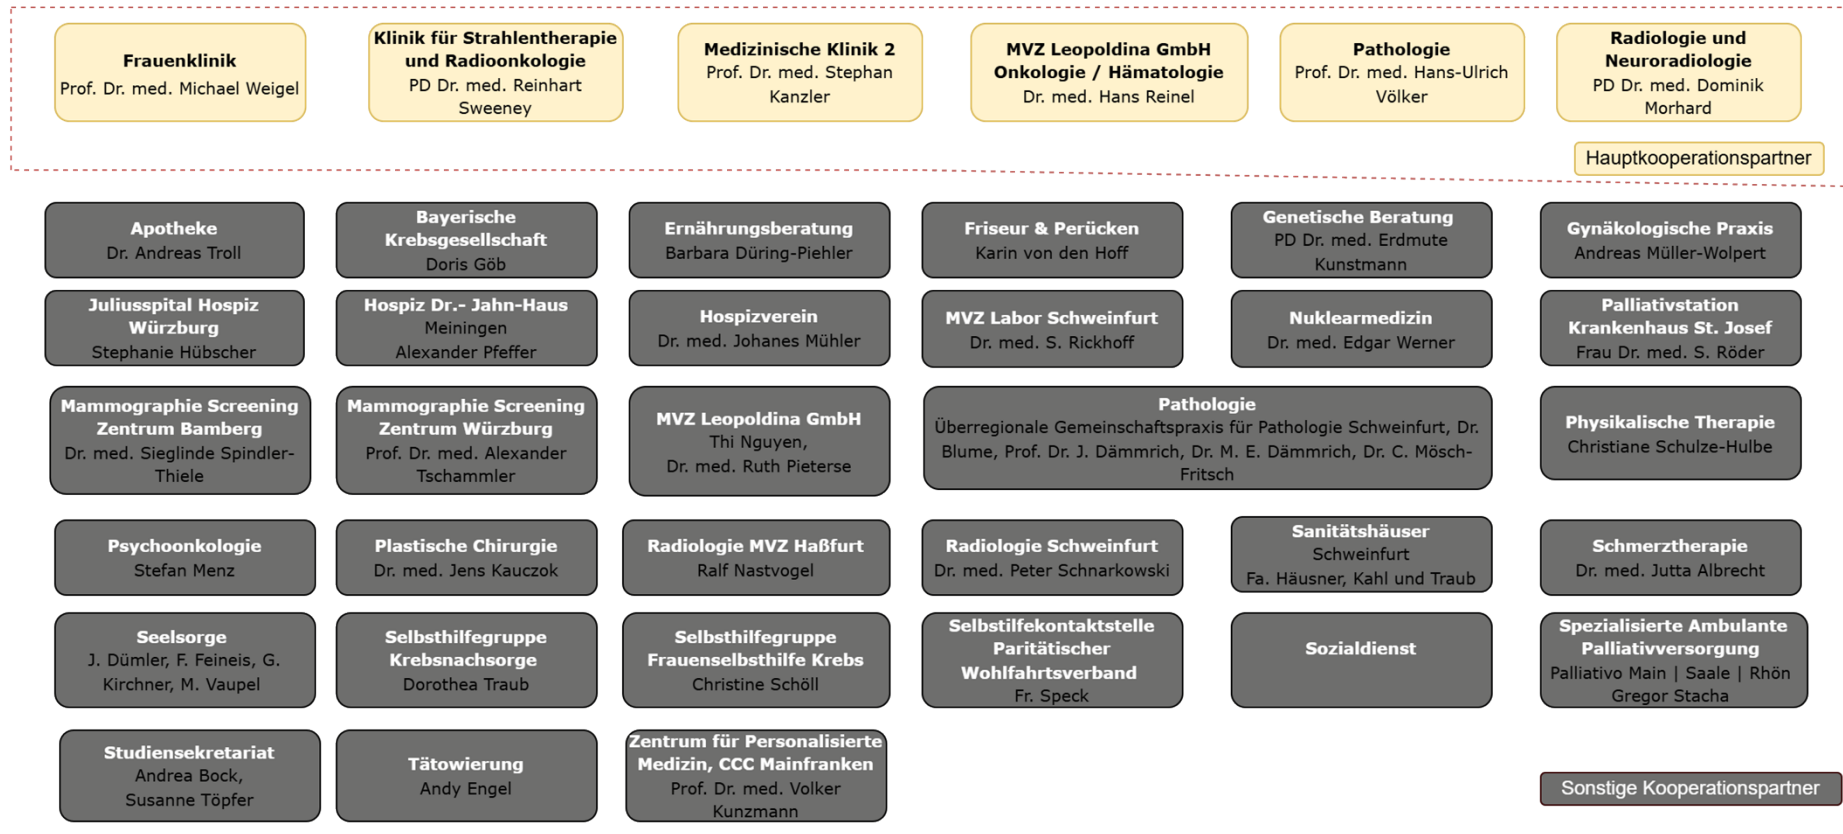 Frauenklinik
Prof. Dr. med. Michael Weigel
Klinik für Strahlentherapie
und Radioonkologie
PD Dr. med. Reinhart
Sweeney
Medizinische Klinik 2
Prof. Dr. med. Stephan
Kanzler
MVZ Leopoldina GmbH
Onkologie / Hämatologie
Dr. med. Hans Reinel
Pathologie
Prof. Dr. med. Hans-Ulrich
Völker
Radiologie und
Neuroradiologie
PD Dr. med. Dominik
Morhard
Hauptkooperationspartner
Apotheke
Dr. Andreas Troll
Bayerische
Krebsgesellschaft
Doris Göb
Ernährungsberatung
Barbara Düring-Piehler
Friseur & Perücken
Karin von den Hoff
Genetische Beratung
PD Dr. med. Erdmute
Kunstmann
Gynäkologische Praxis
Andreas Müller-Wolpert
Juliusspital Hospiz
Würzburg
Stephanie Hübscher
Hospiz Dr.- Jahn-Haus
Meiningen
Alexander Pfeffer
Hospizverein
Dr. med. Johanes Mühler
MVZ Labor Schweinfurt
Dr. med. S. Rickhoff
Nuklearmedizin
Dr. med. Edgar Werner
Palliativstation
Krankenhaus St. Josef
Frau Dr. med. S. Röder
Mammographie Screening
Zentrum Bamberg
Dr. med. Sieglinde Spindler-
Thiele
Mammographie Screening
Zentrum Würzburg
Prof. Dr. med. Alexander
Tschammler
MVZ Leopoldina GmbH
Thi Nguyen,
Dr. med. Ruth Pieterse
Pathologie
Überregionale Gemeinschaftspraxis für Pathologie Schweinfurt, Dr.
Blume, Prof. Dr. J. Dämmrich, Dr. M. E. Dämmrich, Dr. C. Mösch-
Fritsch
Physikalische Therapie
Christiane Schulze-Hulbe
Psychoonkologie
Stefan Menz
Plastische Chirurgie
Dr. med. Jens Kauczok
Radiologie MVZ Haßfurt
Ralf Nastvogel
Radiologie Schweinfurt
Dr. med. Peter Schnarkowski
Sanitätshäuser
Schweinfurt
Fa. Häusner, Kahl und Traub
Schmerztherapie
Dr. med. Jutta Albrecht
Seelsorge
J. Dümler, F. Feineis, G.
Kirchner, M. Vaupel
Selbsthilfegruppe
Krebsnachsorge
Dorothea Traub
Selbsthilfegruppe
Frauenselbsthilfe Krebs
Christine Schöll
Selbstilfekontaktstelle
Paritätischer
Wohlfahrtsverband
Fr. Speck
Sozialdienst
Spezialisierte Ambulante
Palliativversorgung
Palliativo Main | Saale | Rhön
Gregor Stacha
Studiensekretariat
Andrea Bock,
Susanne Töpfer
Tätowierung
Andy Engel
Zentrum für Personalisierte
Medizin, CCC Mainfranken
Prof. Dr. med. Volker
Kunzmann
Sonstige Kooperationspartner